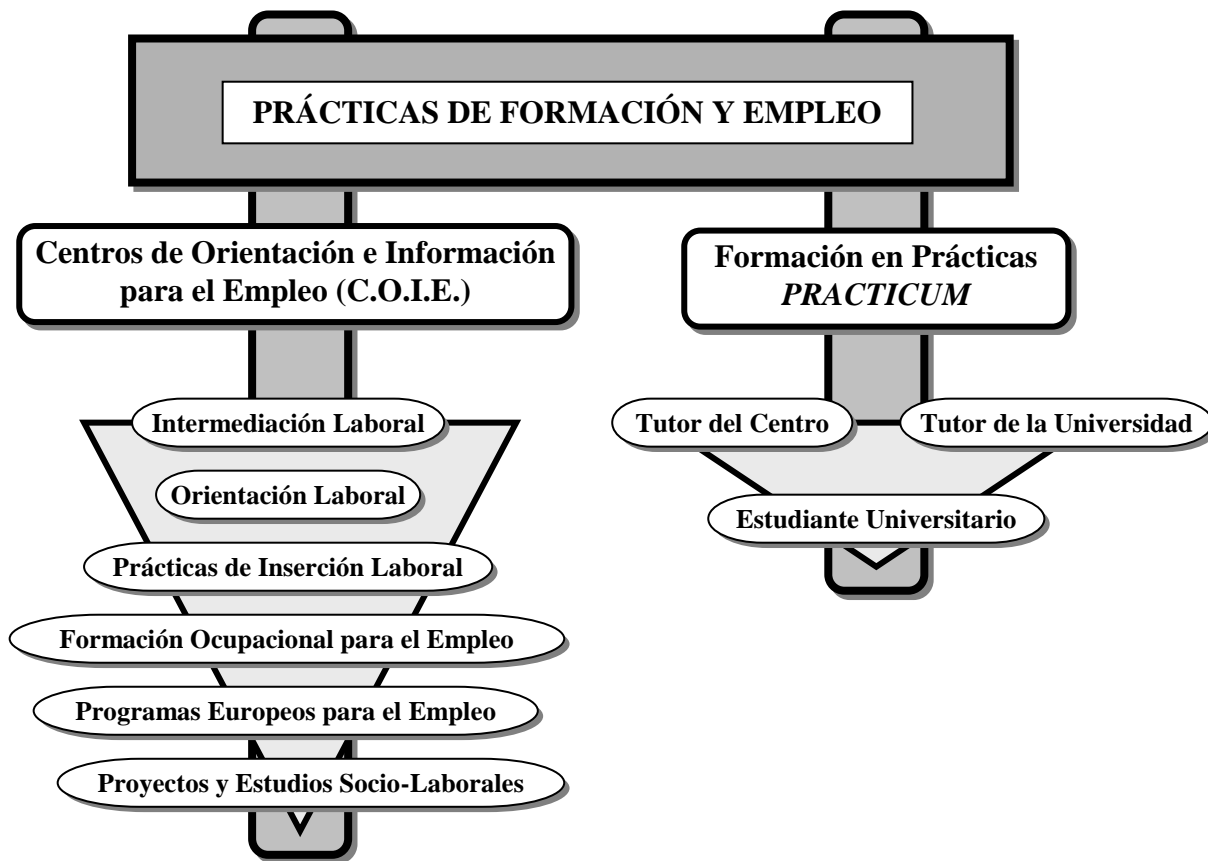 PRÁCTICAS DE FORMACIÓN Y EMPLEO
Centros de Orientación e Información
para el Empleo (C.O.I.E.)
Intermediación Laboral
Orientación Laboral
Prácticas de Inserción Laboral
Formación Ocupacional para el Empleo
Programas Europeos para el Empleo
Proyectos y Estudios Socio-Laborales
Formación en Prácticas
PRACTICUM
Tutor del Centro
Tutor de la Universidad
Estudiante Universitario